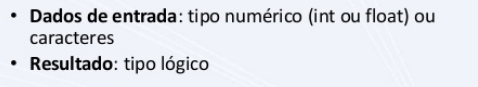 • Dados de entrada: tipo numérico (int ou float) ou
caracteres
• Resultado: tipo lógico